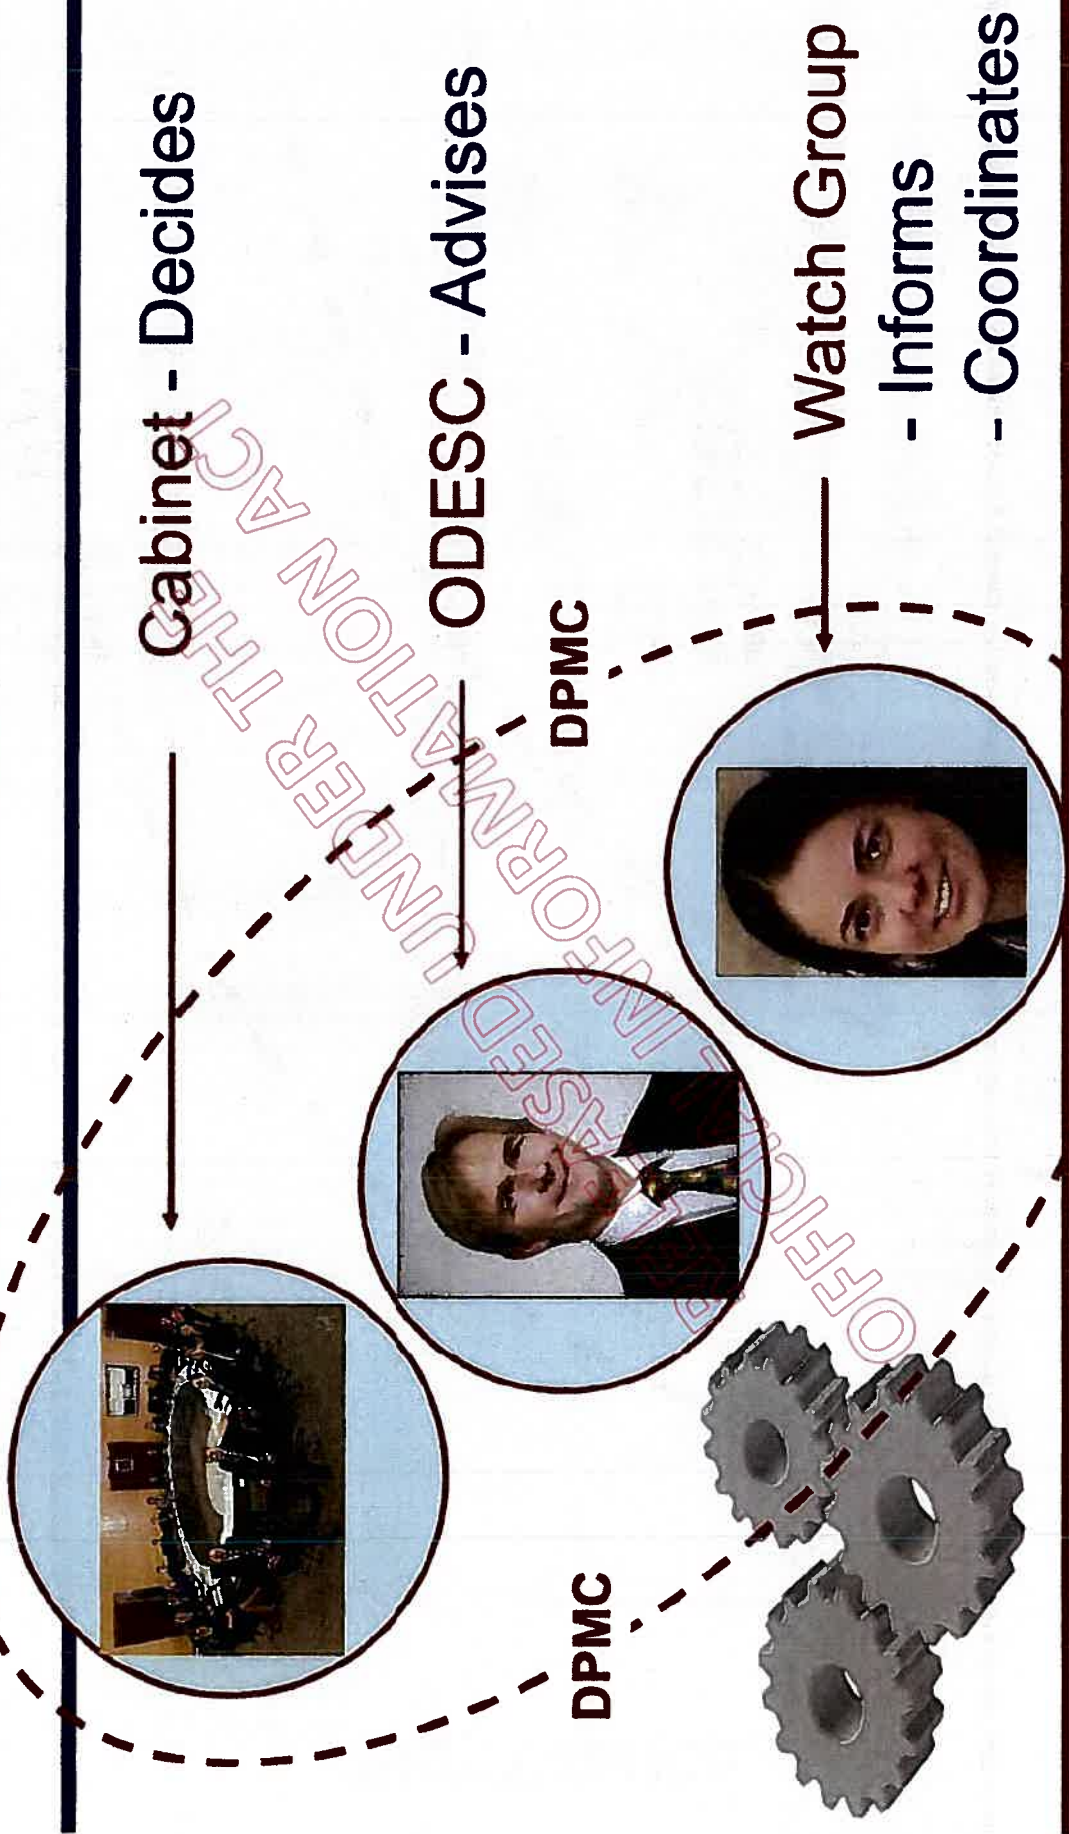 Cabinet - Decides
ODESC - Advises
DPMC
Watch Group
- Informs
- Coordinates
DPMC
RELEASED UNDER THE
OFFICIAL INFORMATION ACT